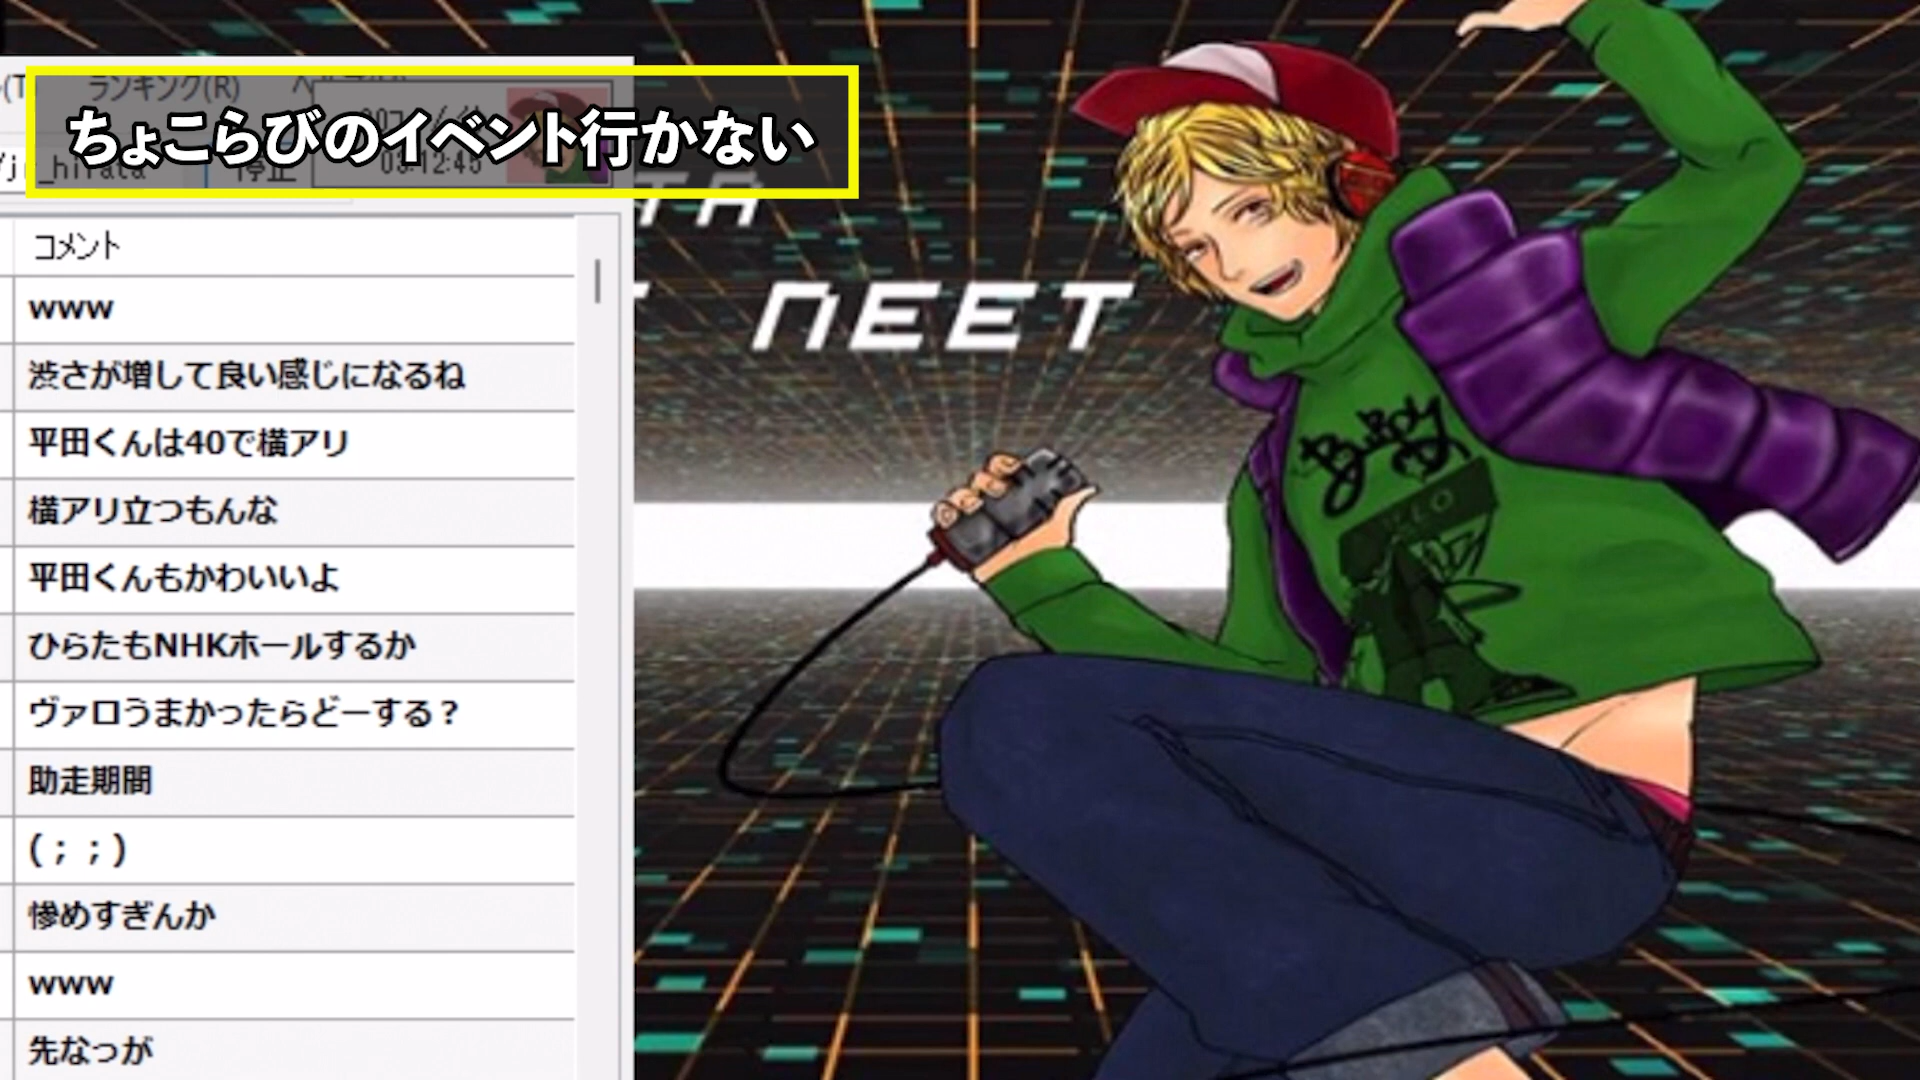 ランキング(R)
ちょこらびのイベント行かない
03:12:45
停止
NEET
コメント
www
渋さが増して良い感じになるね
平田くんは40で横アリ
横アリ立つもんな
平田くんもかわいいよ
ひらたもNHKホールするか
ヴァロうまかったらどーする？
助走期間
(；；)
惨めすぎんか
www
先なっが